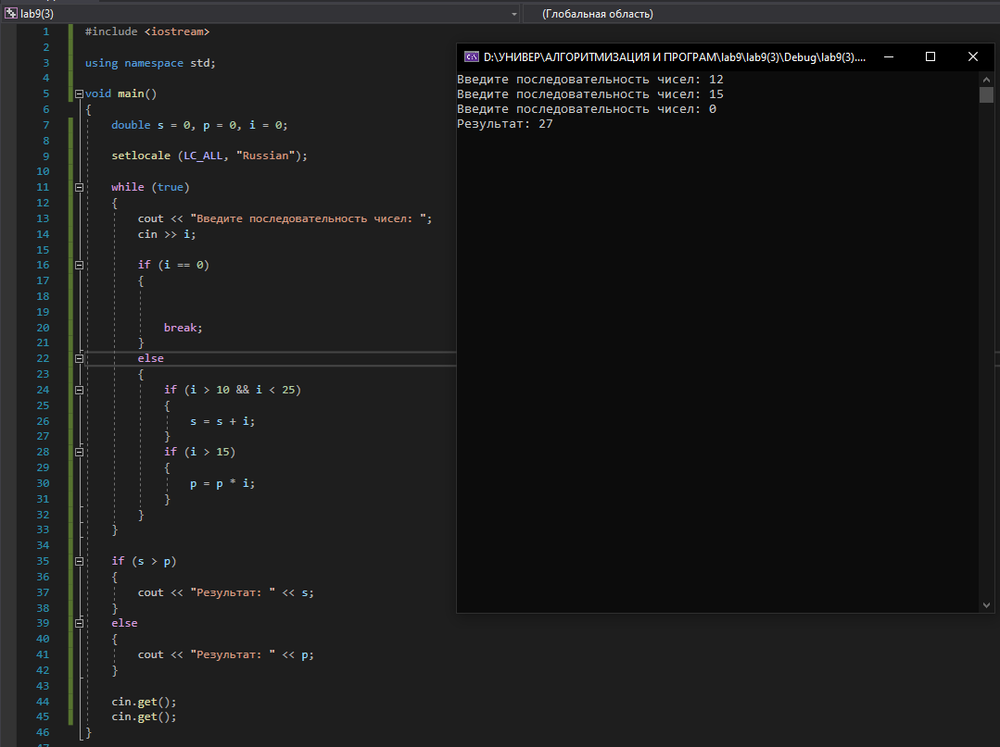 lab9(3)
(Глобальная область)
1 #include <iostream>
2
3 using namespace std;
4
5 void main()
6 {
7 double s = 0, p = 0, i = 0;
8
9 setlocale (LC_ALL, "Russian");
10
11 while (true)
12 {
13 cout << "Введите последовательность чисел: ";
14 cin >> i;
15
16 if (i == 0)
17 {
18
19
20 break;
21 }
22 else
23 {
24 if (i > 10 && i < 25)
25 {
26 s = s + i;
27 }
28 if (i > 15)
29 {
30 p = p * i;
31 }
32 }
33 }
34
35 if (s > p)
36 {
37 cout << "Результат: " << s;
38 }
39 else
40 {
41 cout << "Результат: " << p;
42 }
43
44 cin.get();
45 cin.get();
46 }
D:\УНИВЕР\АЛГОРИТМИЗАЦИЯ И ПРОГРАМ\lab9\lab9(3)\Debug\lab9(3)....
Введите последовательность чисел: 12
Введите последовательность чисел: 15
Введите последовательность чисел: 0
Результат: 27